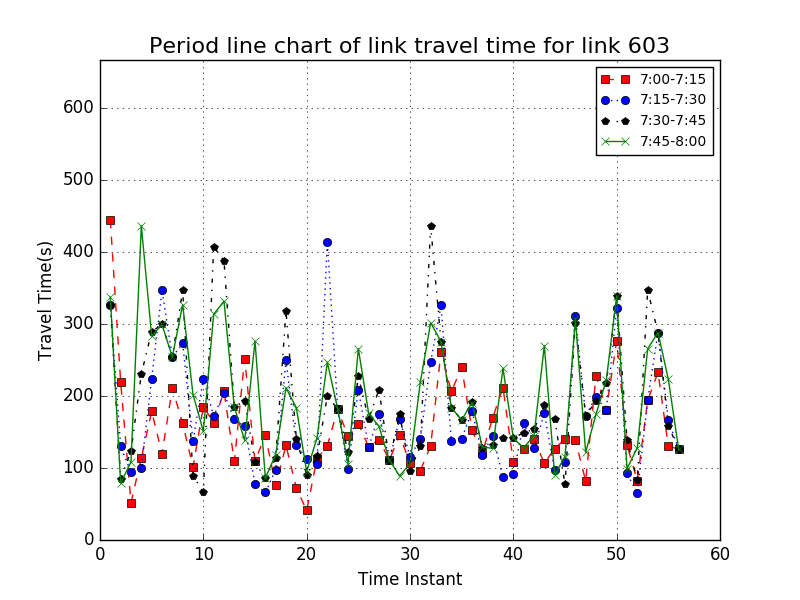 Period line chart of link travel time for link 603
7:00-7:15
7:15-7:30
7:30-7:45
7:45-8:00
600
500
400
300
200
100
0
Travel Time(s)
0 10 20 30 40 50 60
Time Instant